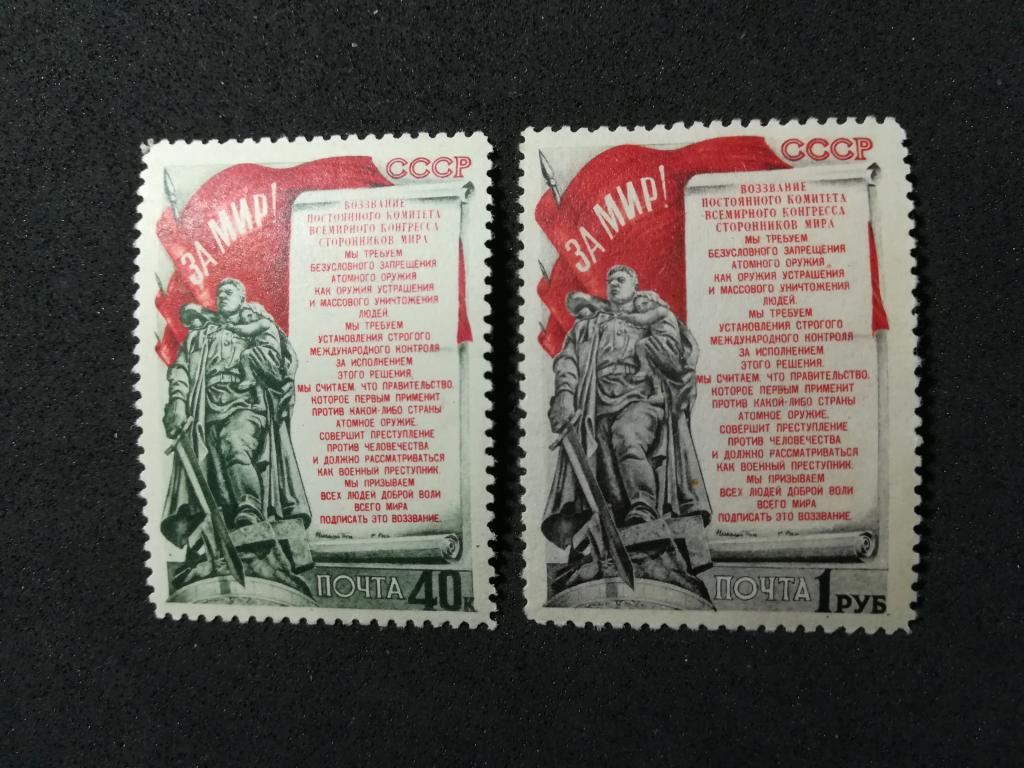 СССР
ЗА МИР!
ВОЗЗВАНИЕ
ПОСТОЯННОГО КОМИТЕТА
ВСЕМИРНОГО КОНГРЕССА
СТОРОННИКОВ МИРА
МЫ ТРЕБУЕМ
БЕЗУСЛОВНОГО ЗАПРЕЩЕНИЯ
АТОМНОГО ОРУЖИЯ
КАК ОРУЖИЯ УСТРАШЕНИЯ
И МАССОВОГО УНИЧТОЖЕНИЯ
ЛЮДЕЙ.
МЫ ТРЕБУЕМ
УСТАНОВЛЕНИЯ СТРОГОГО
МЕЖДУНАРОДНОГО КОНТРОЛЯ
ЗА ИСПОЛНЕНИЕМ
ЭТОГО РЕШЕНИЯ.
МЫ СЧИТАЕМ, ЧТО ПРАВИТЕЛЬСТВО,
КОТОРОЕ ПЕРВЫМ ПРИМЕНИТ
ПРОТИВ КАКОЙ-ЛИБО СТРАНЫ
АТОМНОЕ ОРУЖИЕ,
СОВЕРШИТ ПРЕСТУПЛЕНИЕ
ПРОТИВ ЧЕЛОВЕЧЕСТВА
И ДОЛЖНО РАССМАТРИВАТЬСЯ
КАК ВОЕННЫЙ ПРЕСТУПНИК.
МЫ ПРИЗЫВАЕМ
ВСЕХ ЛЮДЕЙ ДОБРОЙ ВОЛИ
ВСЕГО МИРА
ПОДПИСАТЬ ЭТО ВОЗЗВАНИЕ.
ПОЧТА 40К
СССР
ЗА МИР!
ВОЗЗВАНИЕ
ПОСТОЯННОГО КОМИТЕТА
ВСЕМИРНОГО КОНГРЕССА
СТОРОННИКОВ МИРА
МЫ ТРЕБУЕМ
БЕЗУСЛОВНОГО ЗАПРЕЩЕНИЯ
АТОМНОГО ОРУЖИЯ
КАК ОРУЖИЯ УСТРАШЕНИЯ
И МАССОВОГО УНИЧТОЖЕНИЯ
ЛЮДЕЙ.
МЫ ТРЕБУЕМ
УСТАНОВЛЕНИЯ СТРОГОГО
МЕЖДУНАРОДНОГО КОНТРОЛЯ
ЗА ИСПОЛНЕНИЕМ
ЭТОГО РЕШЕНИЯ.
МЫ СЧИТАЕМ, ЧТО ПРАВИТЕЛЬСТВО,
КОТОРОЕ ПЕРВЫМ ПРИМЕНИТ
ПРОТИВ КАКОЙ-ЛИБО СТРАНЫ
АТОМНОЕ ОРУЖИЕ,
СОВЕРШИТ ПРЕСТУПЛЕНИЕ
ПРОТИВ ЧЕЛОВЕЧЕСТВА
И ДОЛЖНО РАССМАТРИВАТЬСЯ
КАК ВОЕННЫЙ ПРЕСТУПНИК.
МЫ ПРИЗЫВАЕМ
ВСЕХ ЛЮДЕЙ ДОБРОЙ ВОЛИ
ВСЕГО МИРА
ПОДПИСАТЬ ЭТО ВОЗЗВАНИЕ.
ПОЧТА 1РУБ